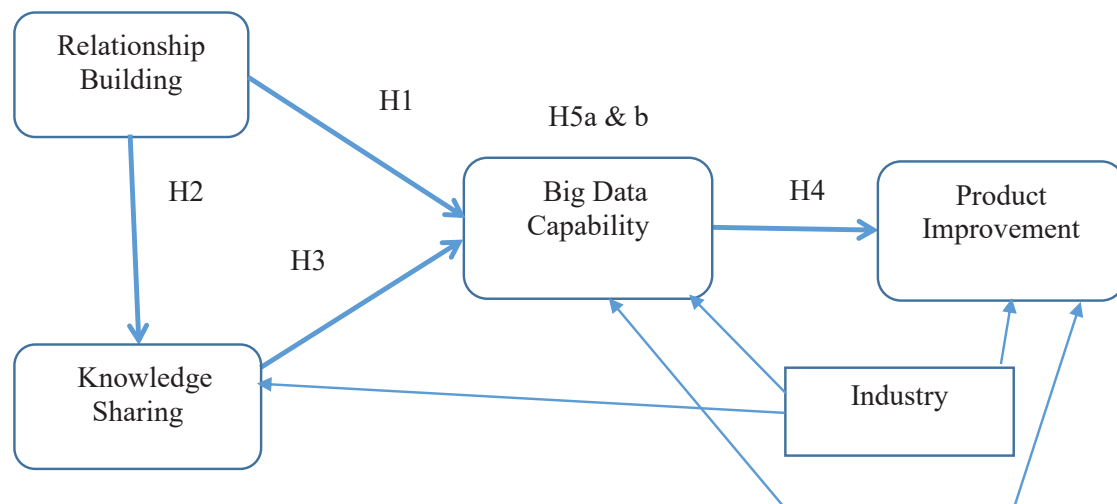 Relationship
Building
H1
H5a & b
H2
Big Data
Capability
H4
Product
Improvement
H3
Knowledge
Sharing
Industry